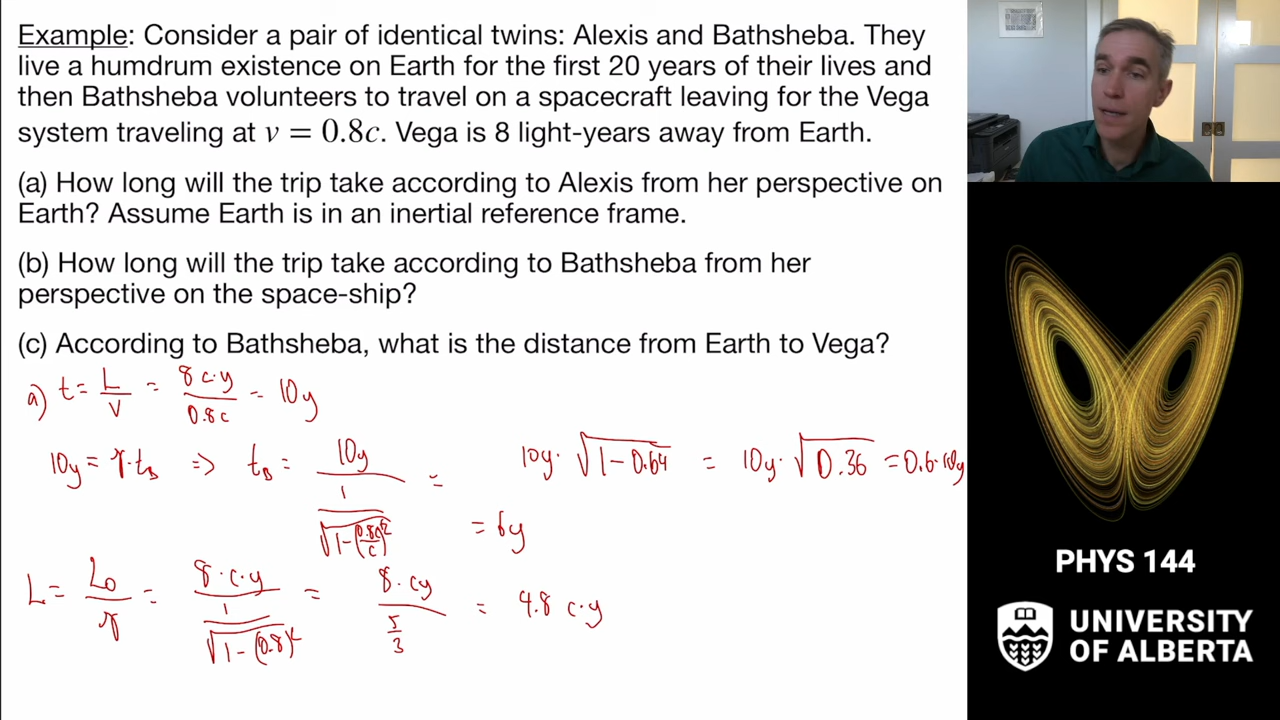 Example: Consider a pair of identical twins: Alexis and Bathsheba. They
live a humdrum existence on Earth for the first 20 years of their lives and
then Bathsheba volunteers to travel on a spacecraft leaving for the Vega
system traveling at v = 0.8c. Vega is 8 light-years away from Earth.
(a) How long will the trip take according to Alexis from her perspective on
Earth? Assume Earth is in an inertial reference frame.
(b) How long will the trip take according to Bathsheba from her
perspective on the space-ship?
(c) According to Bathsheba, what is the distance from Earth to Vega?
a) t = L/V = 8 c·y/0.8c = 10y
10y = γ·t_B => t_B = 10y/(1/√(1-(0.8c/c)²)) = 10y·√(1-0.64) = 10y·√0.36 = 0.6·10y
= 6y
L = L₀/γ = 8·c·y/(1/√(1-(0.8)²)) = 8·cy/(5/3) = 4.8 c·y
PHYS 144
UNIVERSITY
OF ALBERTA